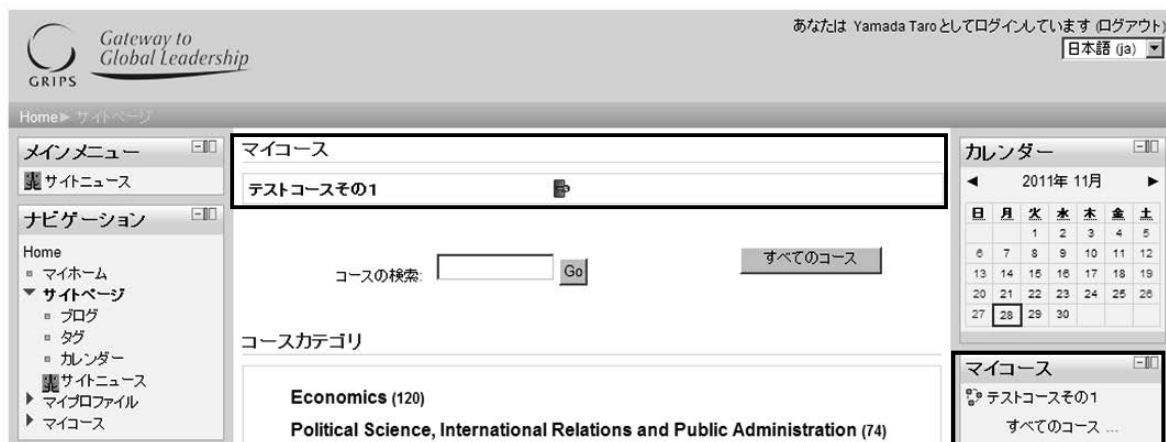 Gateway to
Global Leadership
GRIPS
あなたは Yamada Taro としてログインしています (ログアウト)
日本語 (ja)
Home ▶ サイトページ
メインメニュー
サイトニュース
ナビゲーション
Home
マイホーム
サイトページ
ブログ
タグ
カレンダー
サイトニュース
マイプロファイル
マイコース
マイコース
テストコースその1
コースの検索:
Go
すべてのコース
コースカテゴリ
Economics (120)
Political Science, International Relations and Public Administration (74)
カレンダー
◀ 2011年 11月 ▶
日 月 火 水 木 金 土
1 2 3 4 5
6 7 8 9 10 11 12
13 14 15 16 17 18 19
20 21 22 23 24 25 26
27 28 29 30
マイコース
テストコースその1
すべてのコース ...